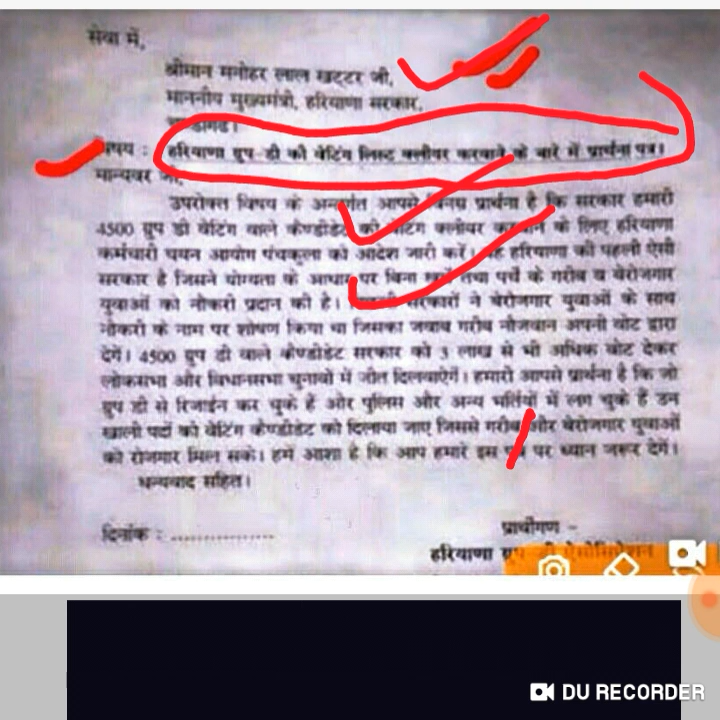 सेवा में,
श्रीमान मनोहर लाल खट्टर जी,
माननीय मुख्यमंत्री, हरियाणा सरकार,
विषय : हरियाणा ग्रुप डी की वेटिंग लिस्ट क्लीयर करवाने के बारे में प्रार्थना पत्र।
मान्यवर जी,
उपरोक्त विषय के अन्तर्गत आपसे विनम्र प्रार्थना है कि सरकार हमारी
4500 ग्रुप डी वेटिंग वाले कैण्डीडेट की वेटिंग क्लीयर करवाने के लिए हरियाणा
कर्मचारी चयन आयोग पंचकुला को आदेश जारी करें। यह हरियाणा की पहली ऐसी
सरकार है जिसने योग्यता के आधार पर बिना खर्ची तथा पर्ची के गरीब व बेरोजगार
युवाओं को नौकरी प्रदान की है। सरकारों ने बेरोजगार युवाओं के साथ
नौकरी के नाम पर शोषण किया था जिसका जवाब गरीब नौजवान अपनी वोट द्वारा
देगें। 4500 ग्रुप डी वाले कैण्डीडेट सरकार को 3 लाख से भी अधिक वोट देकर
लोकसभा और विधानसभा चुनावों में जीत दिलवाऐगें। हमारी आपसे प्रार्थना है कि जो
ग्रुप डी से रिजाईन कर चुके हैं और पुलिस और अन्य भर्तियों में लग चुके हैं उन
खाली पदों को वेटिंग कैण्डीडेट को दिलाया जाए जिससे गरीब और बेरोजगार युवाओं
को रोजगार मिल सके। हमें आशा है कि आप हमारे इस पत्र पर ध्यान जरूर देगें।
धन्यवाद सहित।
दिनांक : ................
प्रार्थीगण -
हरियाणा ग्रुप डी ऐसोसिऐशन
DU RECORDER